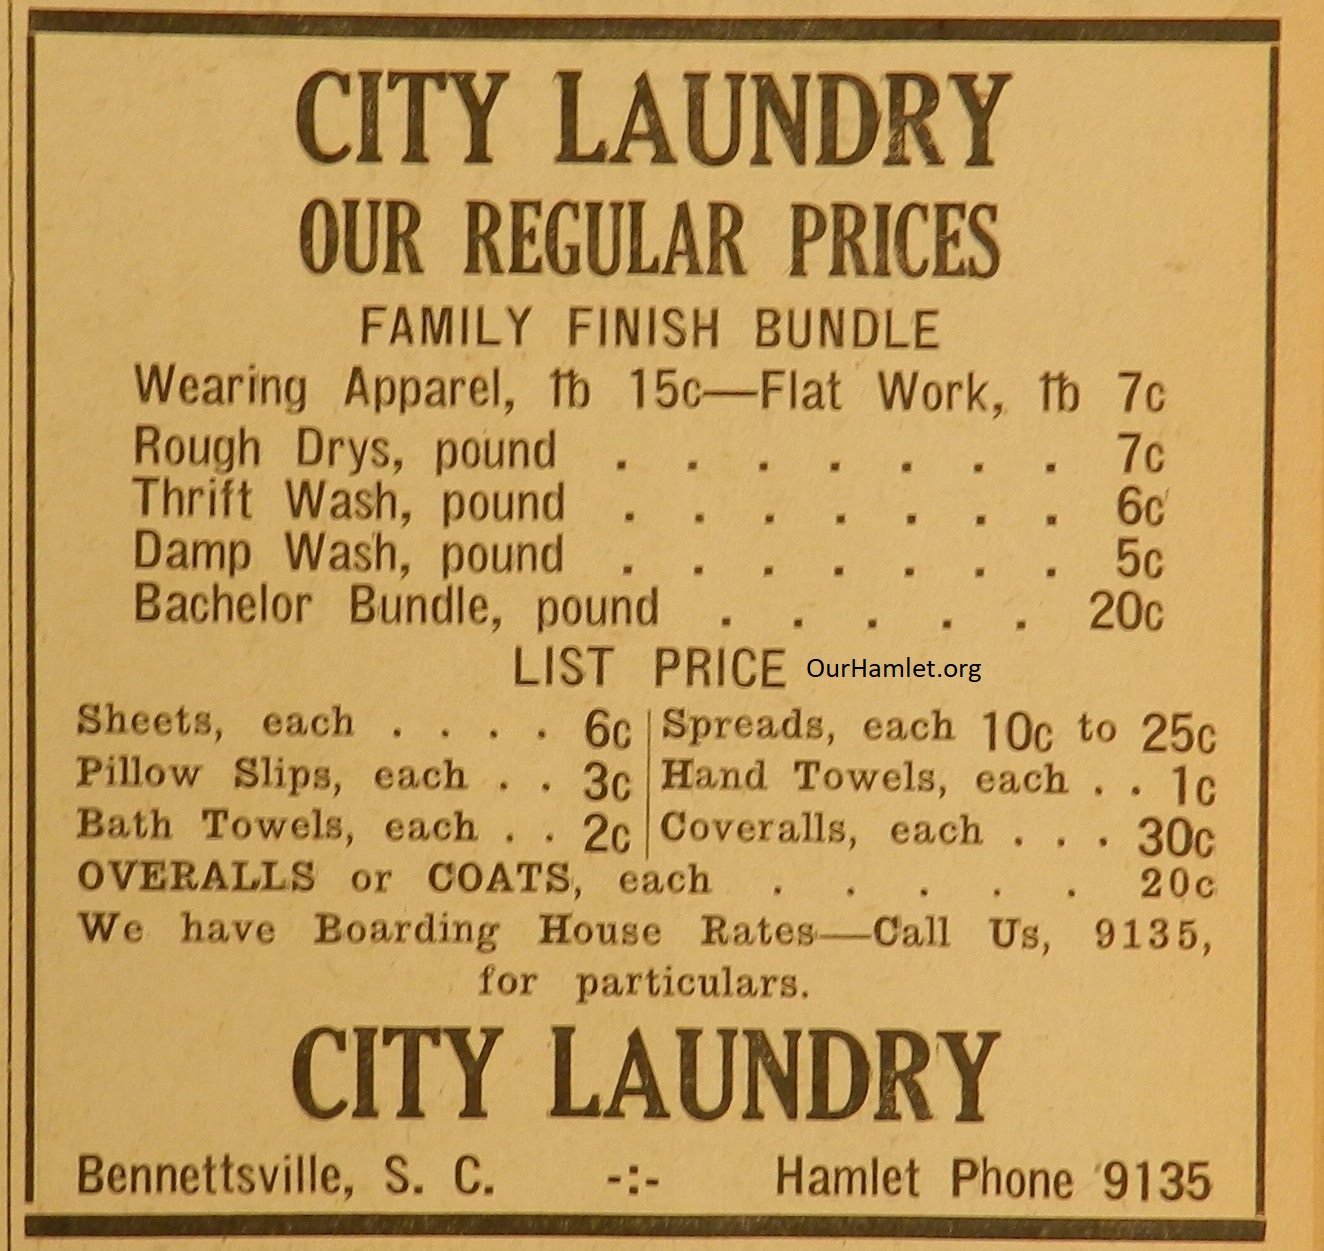 CITY LAUNDRY
OUR REGULAR PRICES
FAMILY FINISH BUNDLE
Wearing Apparel, lb 15c—Flat Work, lb 7c
Rough Drys, pound . . . . . . . 7c
Thrift Wash, pound . . . . . . . 6c
Damp Wash, pound . . . . . . . 5c
Bachelor Bundle, pound . . . . . 20c
LIST PRICE OurHamlet.org
Sheets, each . . . . 6c | Spreads, each 10c to 25c
Pillow Slips, each . . 3c | Hand Towels, each . . 1c
Bath Towels, each . . 2c | Coveralls, each . . . 30c
OVERALLS or COATS, each . . . . . 20c
We have Boarding House Rates—Call Us, 9135,
for particulars.
CITY LAUNDRY
Bennettsville, S. C. -:- Hamlet Phone 9135